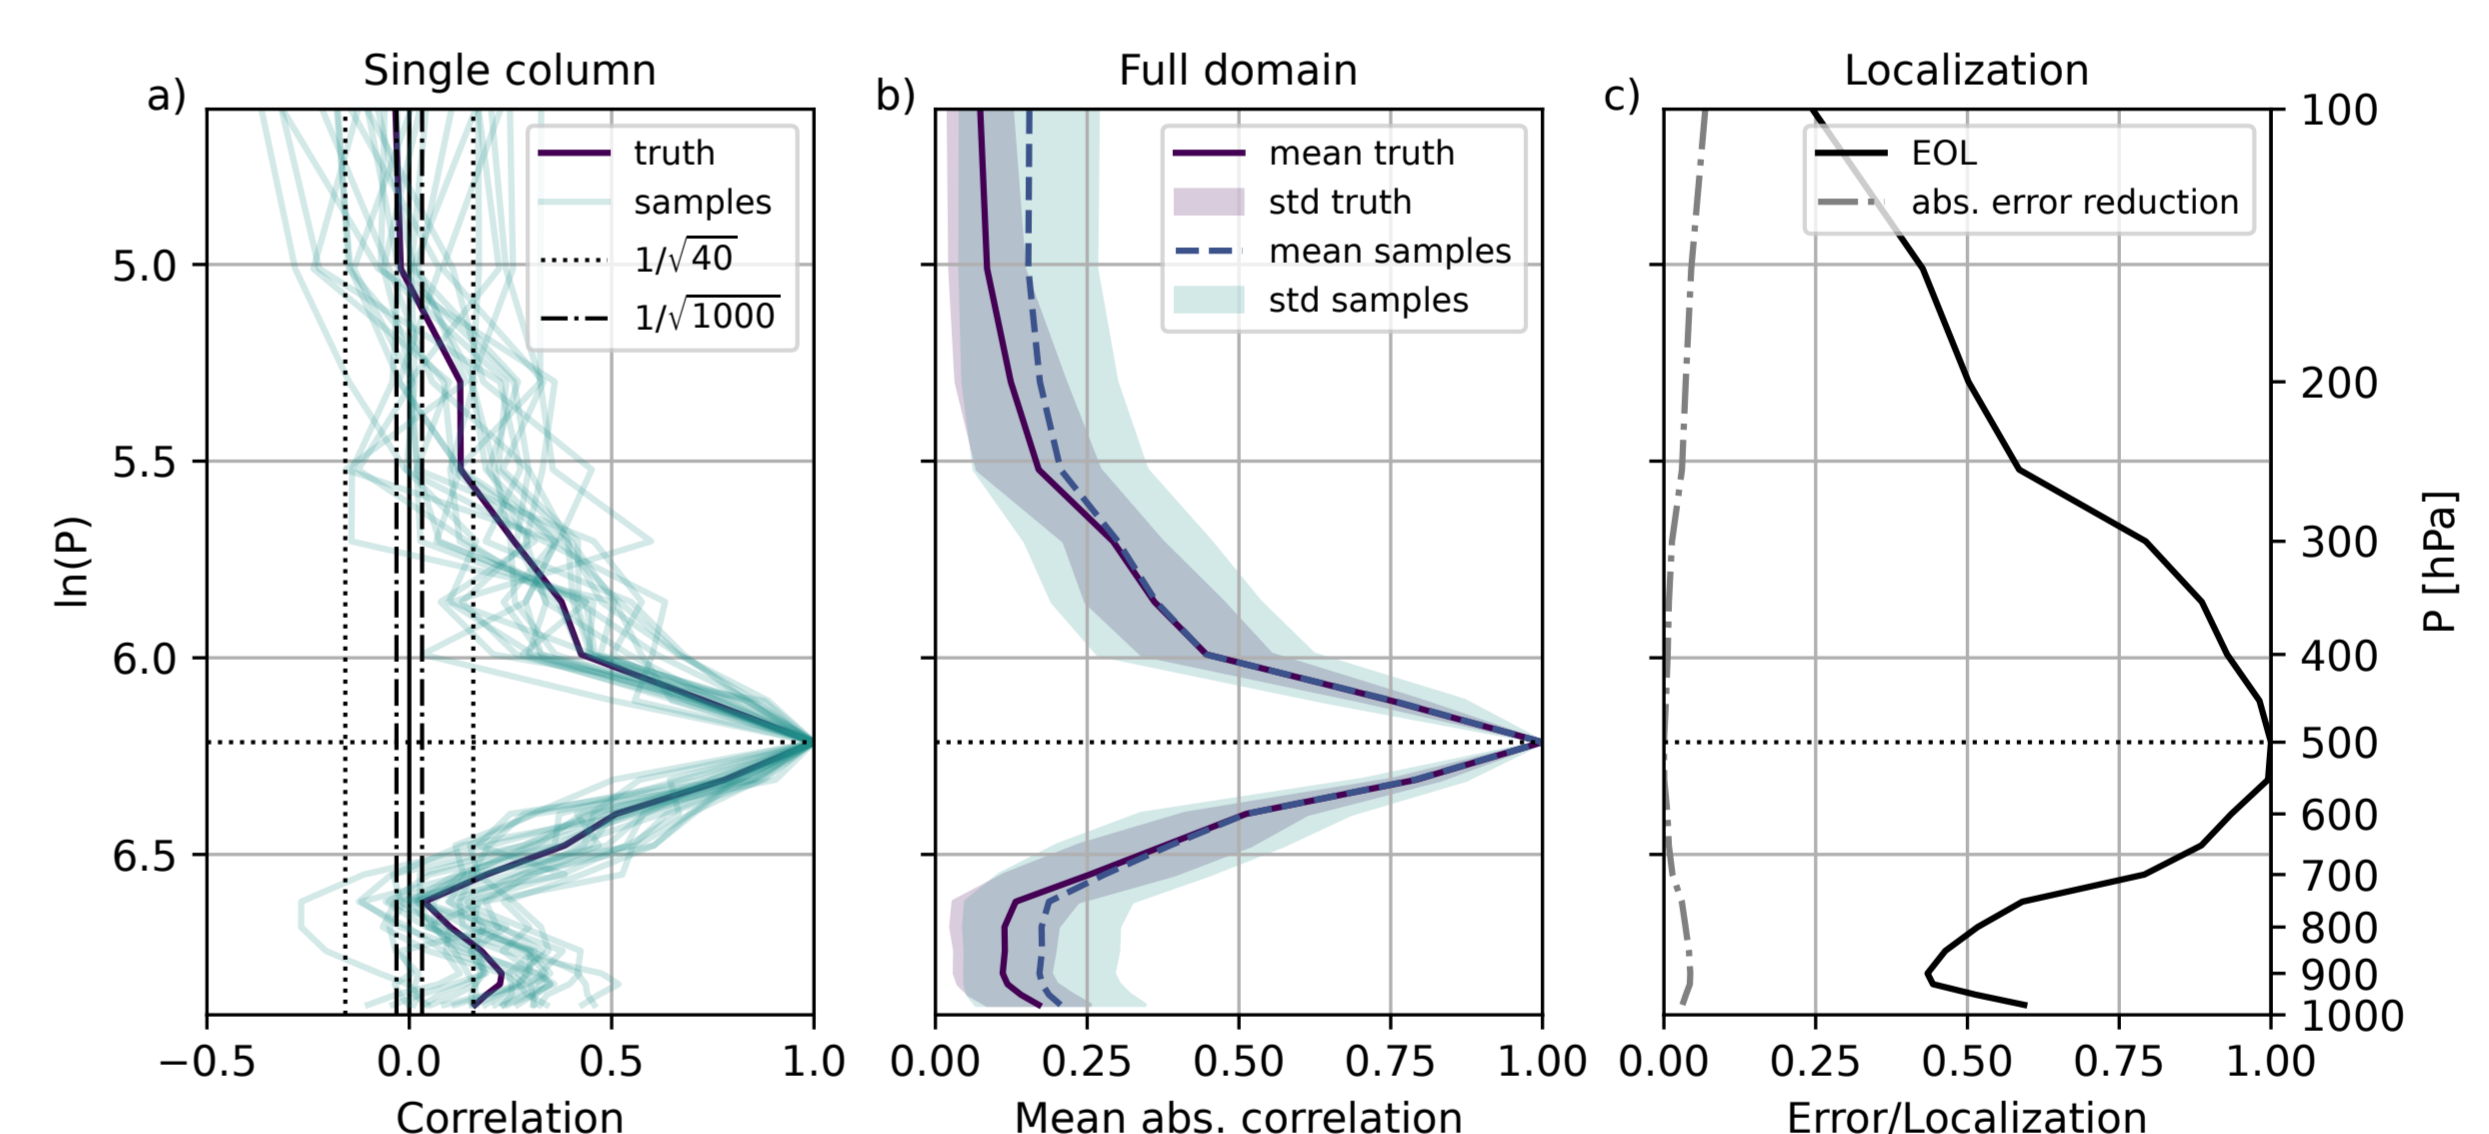 Single column
Full domain
Localization
a)
b)
c)
truth
samples
1/√40
1/√1000
mean truth
std truth
mean samples
std samples
EOL
abs. error reduction
5.0
5.5
6.0
6.5
ln(P)
100
200
300
400
500
600
700
800
900
1000
P [hPa]
−0.5 0.0 0.5 1.0
0.00 0.25 0.50 0.75 1.00
0.00 0.25 0.50 0.75 1.00
Correlation
Mean abs. correlation
Error/Localization